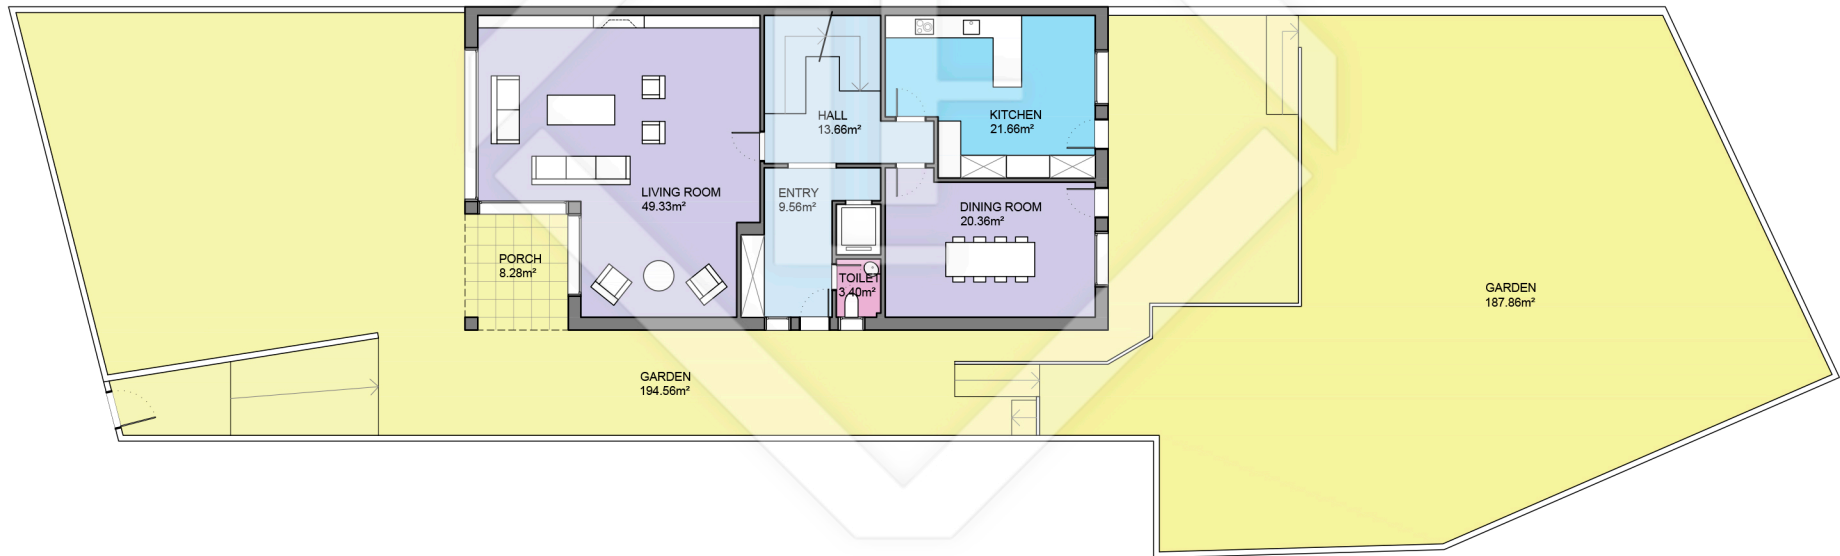 HALL
13.66m²
KITCHEN
21.66m²
LIVING ROOM
49.33m²
ENTRY
9.56m²
DINING ROOM
20.36m²
PORCH
8.28m²
TOILET
3.40m²
GARDEN
187.86m²
GARDEN
194.56m²